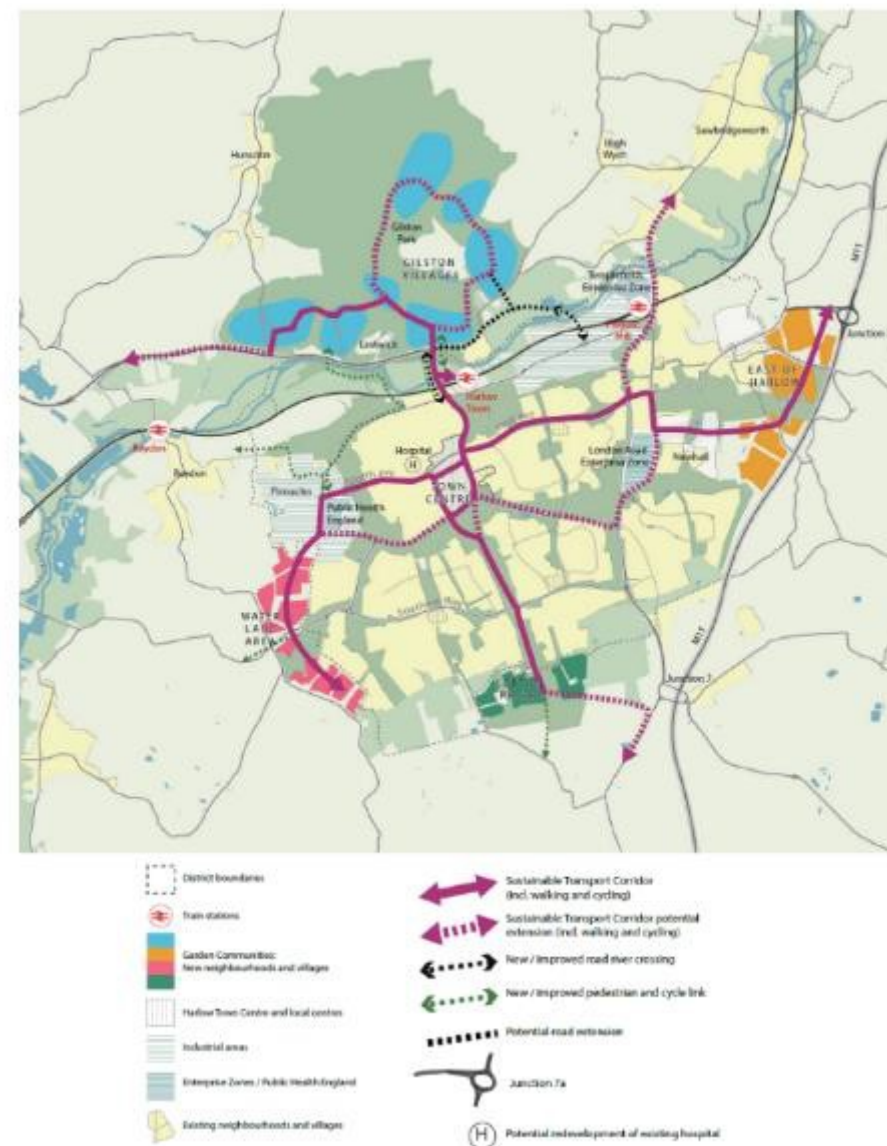 Sawbridgeworth
Hunsdon
High
Wych
Gilston
Park
GILSTON
VILLAGES
Templefields
Enterprise Zone
M11
Eastwick
Junction
EAST OF
HARLOW
Harlow
Town
Roydon
Roydon
Hospital
H
London Road
Enterprise Zone
Newhall
Pinnacles
TOWN
CENTRE
Public Health
England
WATER
LANE
AREA
M11
Junction 7
District boundaries
Train stations
Garden Communities:
New neighbourhoods and villages
Harlow Town Centre and local centres
Industrial areas
Enterprise Zones / Public Health England
Existing neighbourhoods and villages
Sustainable Transport Corridor
(incl. walking and cycling)
Sustainable Transport Corridor potential
extension (incl. walking and cycling)
New / Improved road river crossing
New / Improved pedestrian and cycle link
Potential road extension
Junction 7a
H Potential redevelopment of existing hospital